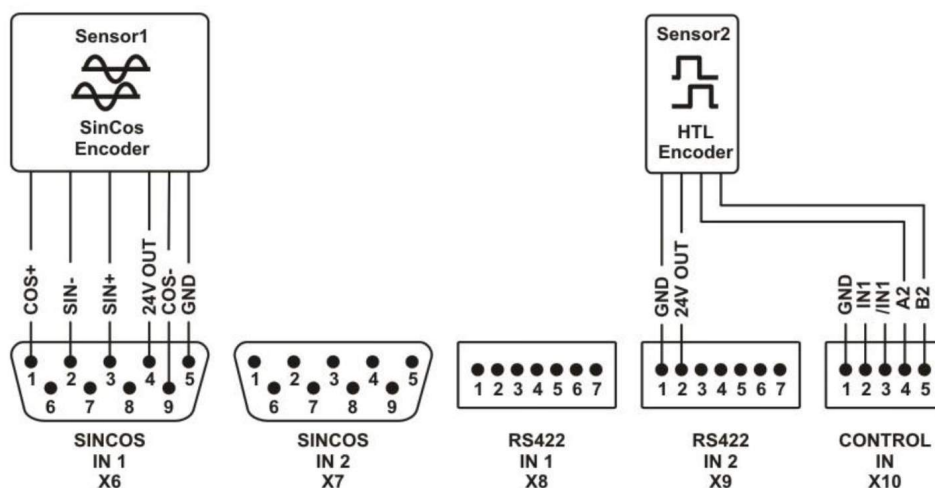 Sensor1
SinCos
Encoder
Sensor2
HTL
Encoder
COS+
SIN-
SIN+
24V OUT
COS-
GND
GND
24V OUT
GND
IN1
/IN1
A2
B2
1 2 3 4 5
6 7 8 9
1 2 3 4 5
6 7 8 9
1 2 3 4 5 6 7
1 2 3 4 5 6 7
1 2 3 4 5
SINCOS
IN 1
X6
SINCOS
IN 2
X7
RS422
IN 1
X8
RS422
IN 2
X9
CONTROL
IN
X10